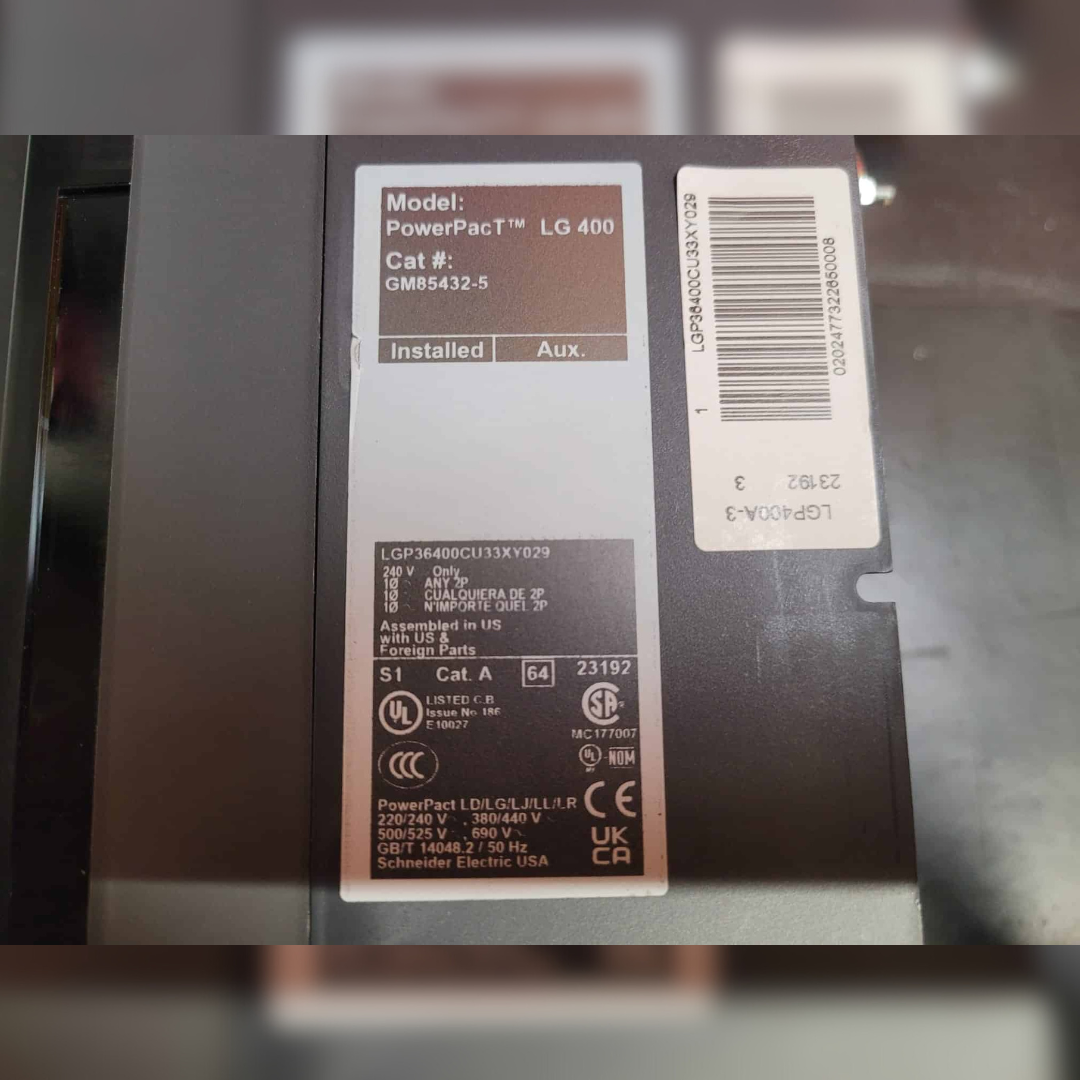 Model:
PowerPacT™ LG 400
Cat #:
GM85432-5
Installed
Aux.
LGP36400CU33XY029
240 V Only
1Ø ANY 2P
1Ø CUALQUIERA DE 2P
1Ø N'IMPORTE QUEL 2P
Assembled in US
with US &
Foreign Parts
S1 Cat. A 64 23192
UL
LISTED C.B
Issue No 186
E10027
SA
MC177007
CCC
UL - NOM
PowerPact LD/LG/LJ/LL/LR
220/240 V , 380/440 V
500/525 V , 690 V
GB/T 14048.2 / 50 Hz
Schneider Electric USA
CE
UK
CA
LGP36400CU33XY029
1
0202477322850008
23192 3
LGP400A-3